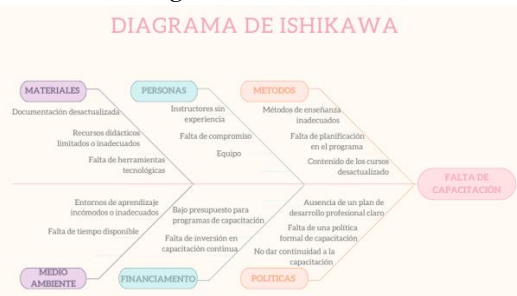 DIAGRAMA DE ISHIKAWA
MATERIALES
Documentación desactualizada
Recursos didácticos
limitados o inadecuados
Falta de herramientas
tecnológicas
PERSONAS
Instructores sin
experiencia
Falta de compromiso
Equipo
METODOS
Métodos de enseñanza
inadecuados
Falta de planificación
en el programa
Contenido de los cursos
desactualizado
FALTA DE
CAPACITACIÓN
Entornos de aprendizaje
incómodos o inadecuados
Falta de tiempo disponible
MEDIO
AMBIENTE
Bajo presupuesto para
programas de capacitación
Falta de inversión en
capacitación continua
FINANCIAMIENTO
Ausencia de un plan de
desarrollo profesional claro
Falta de una política
formal de capacitación
No dar continuidad a la
capacitación
POLITICAS